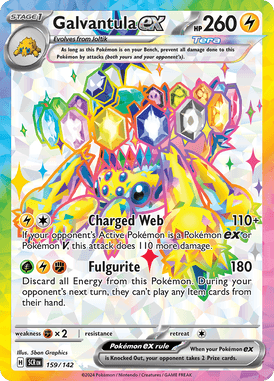 STAGE 1
Galvantula ex
HP 260
Evolves from Joltik
Tera
As long as this Pokémon is on your Bench, prevent all damage done to this
Pokémon by attacks (both yours and your opponent's).
Charged Web 110+
If your opponent's Active Pokémon is a Pokémon ex or
Pokémon V, this attack does 110 more damage.
Fulgurite 180
Discard all Energy from this Pokémon. During your
opponent's next turn, they can't play any Item cards from
their hand.
weakness ×2 resistance retreat
Illus. 5ban Graphics
H SCR EN 159/142
Pokémon ex rule
When your Pokémon ex
is Knocked Out, your opponent takes 2 Prize cards.
©2024 Pokémon / Nintendo / Creatures / GAME FREAK